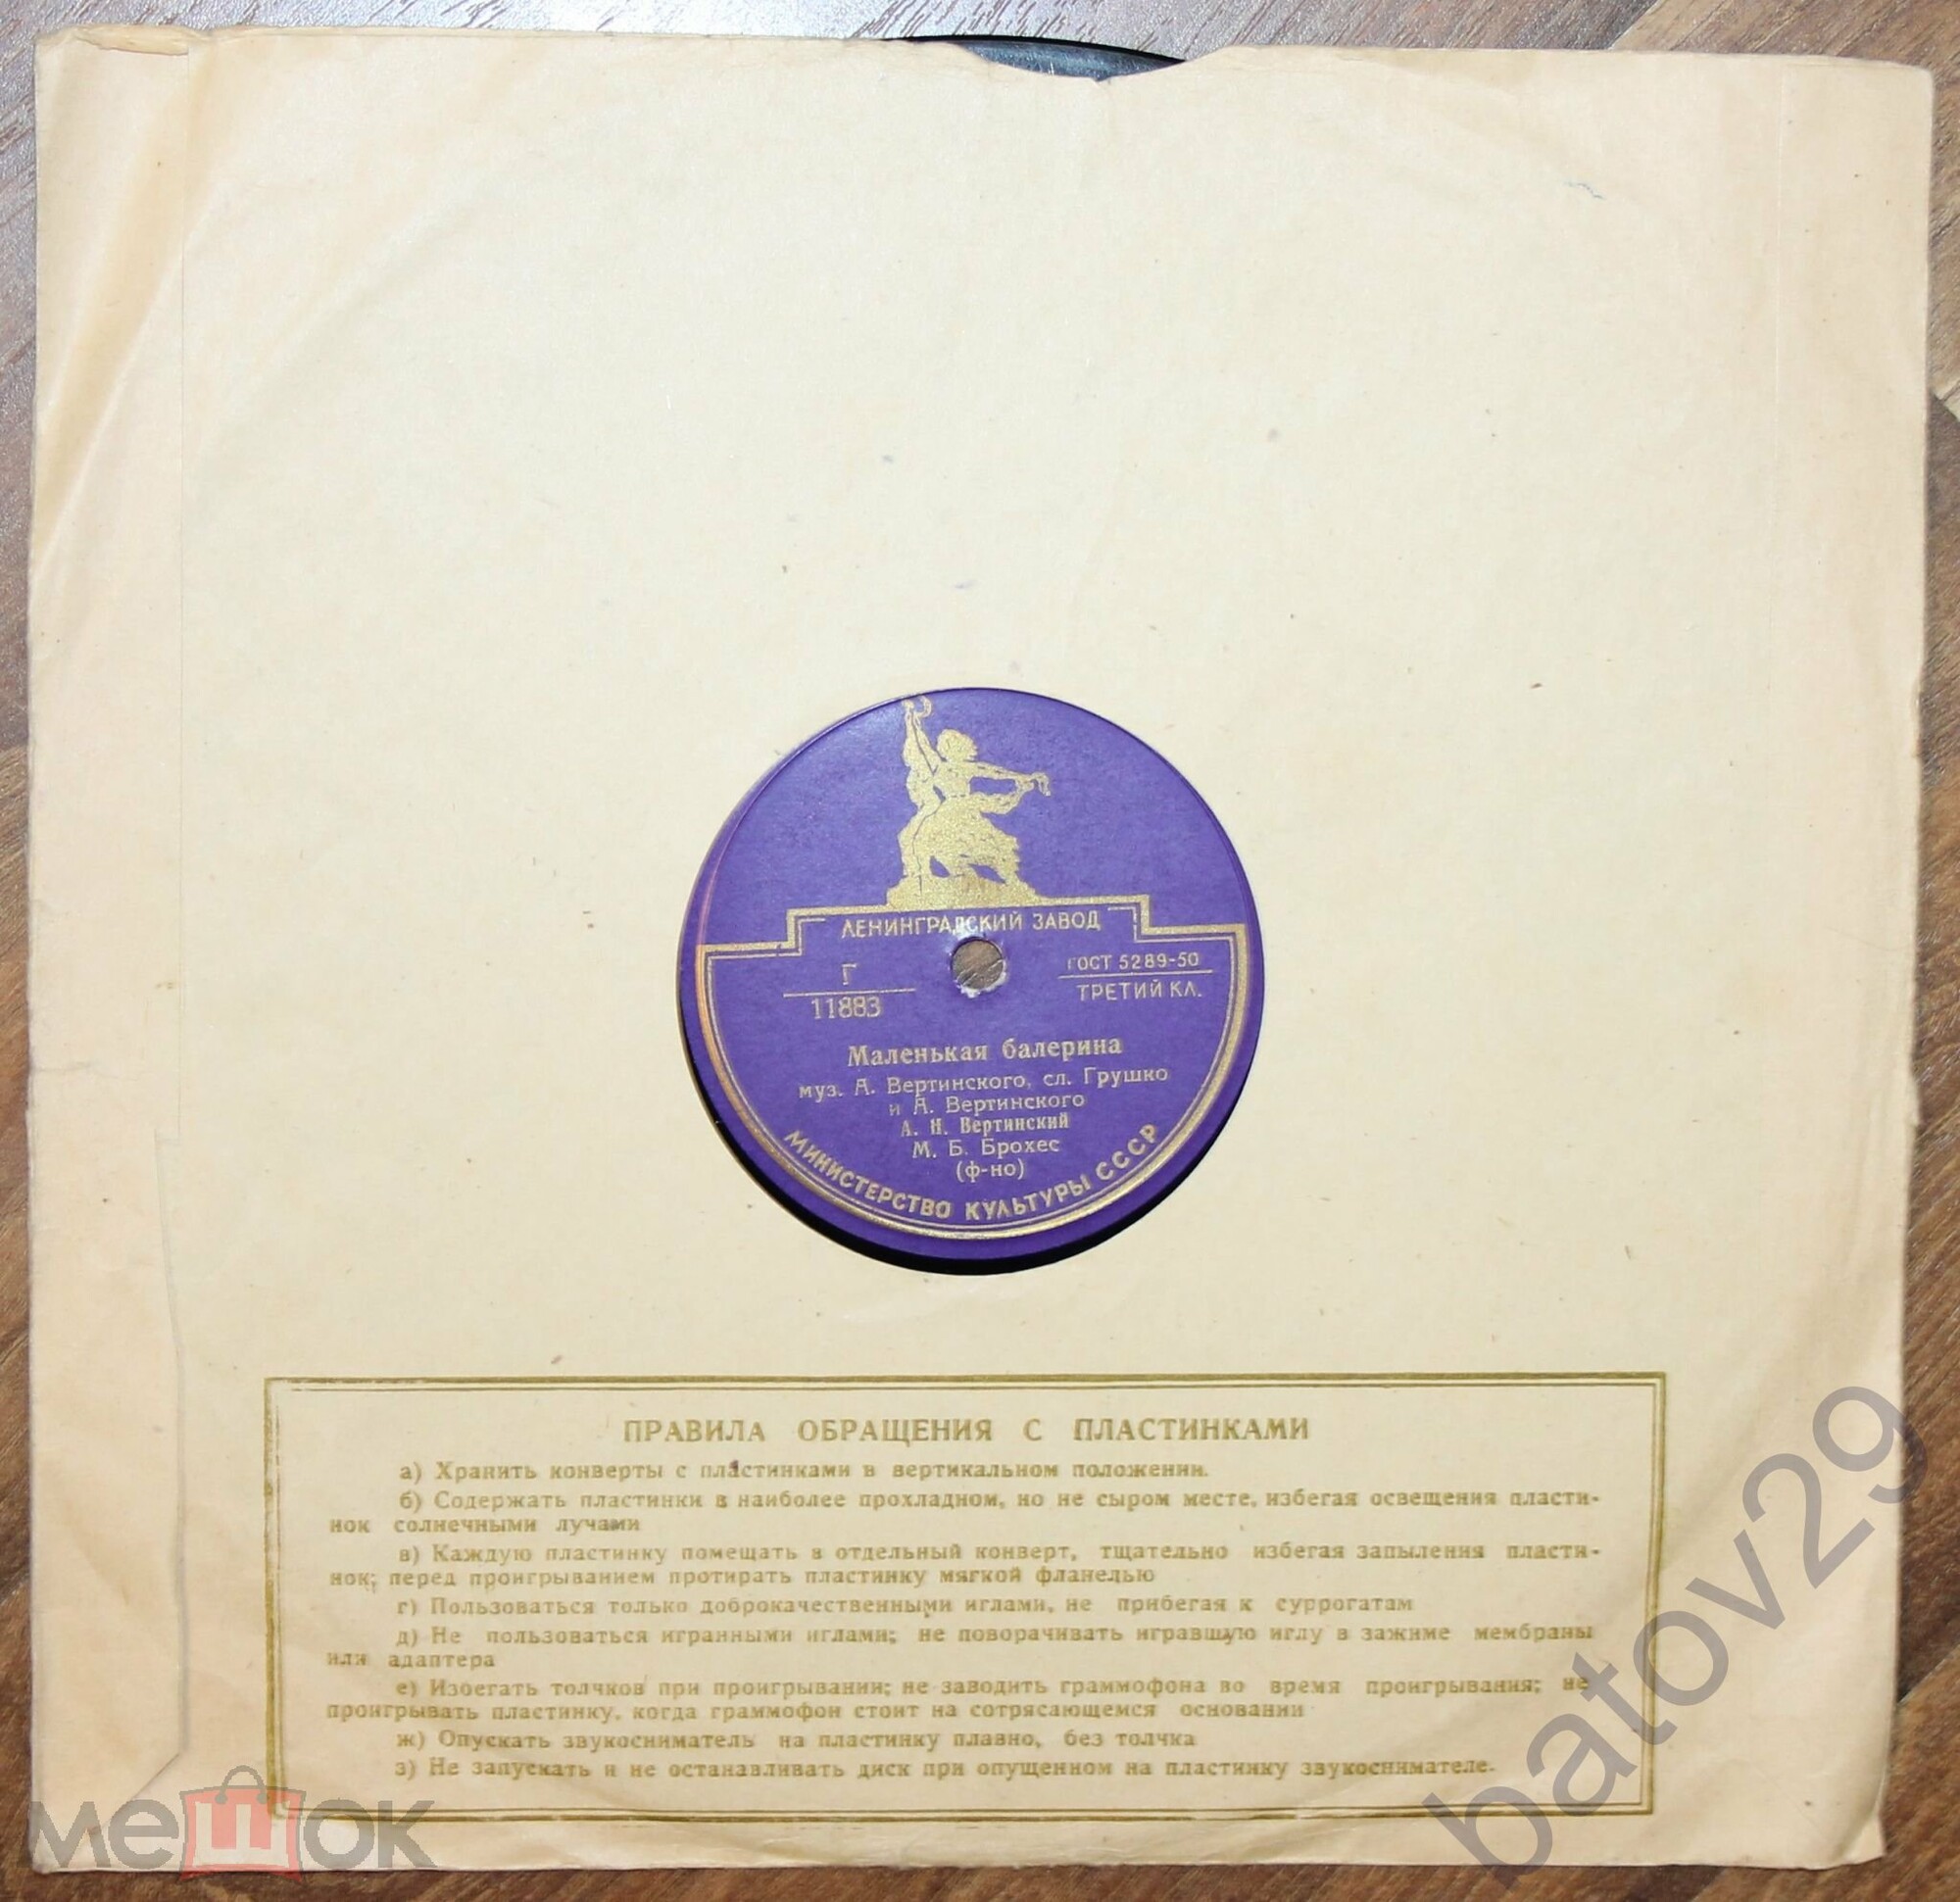 ЛЕНИНГРАДСКИЙ ЗАВОД
Г
11883
ГОСТ 5289-50
ТРЕТИЙ КЛ.
Маленькая балерина
муз. А. Вертинского, сл. Грушко
и А. Вертинского
А. Н. Вертинский
М. Б. Брохес
(ф-но)
МИНИСТЕРСТВО КУЛЬТУРЫ СССР
ПРАВИЛА ОБРАЩЕНИЯ С ПЛАСТИНКАМИ
а) Хранить конверты с пластинками в вертикальном положении.
б) Содержать пластинки в наиболее прохладном, но не сыром месте, избегая освещения пласти-
нок солнечными лучами
в) Каждую пластинку помещать в отдельный конверт, тщательно избегая запыления пласти-
нок; перед проигрыванием протирать пластинку мягкой фланелью
г) Пользоваться только доброкачественными иглами, не прибегая к суррогатам
д) Не пользоваться игранными иглами; не поворачивать игравшую иглу в зажиме мембраны
или адаптера
е) Избегать толчков при проигрывании; не заводить граммофона во время проигрывания; не
проигрывать пластинку, когда граммофон стоит на сотрясающемся основании
ж) Опускать звукосниматель на пластинку плавно, без толчка
з) Не запускать и не останавливать диск при опущенном на пластинку звукоснимателе.
мешок
batov29